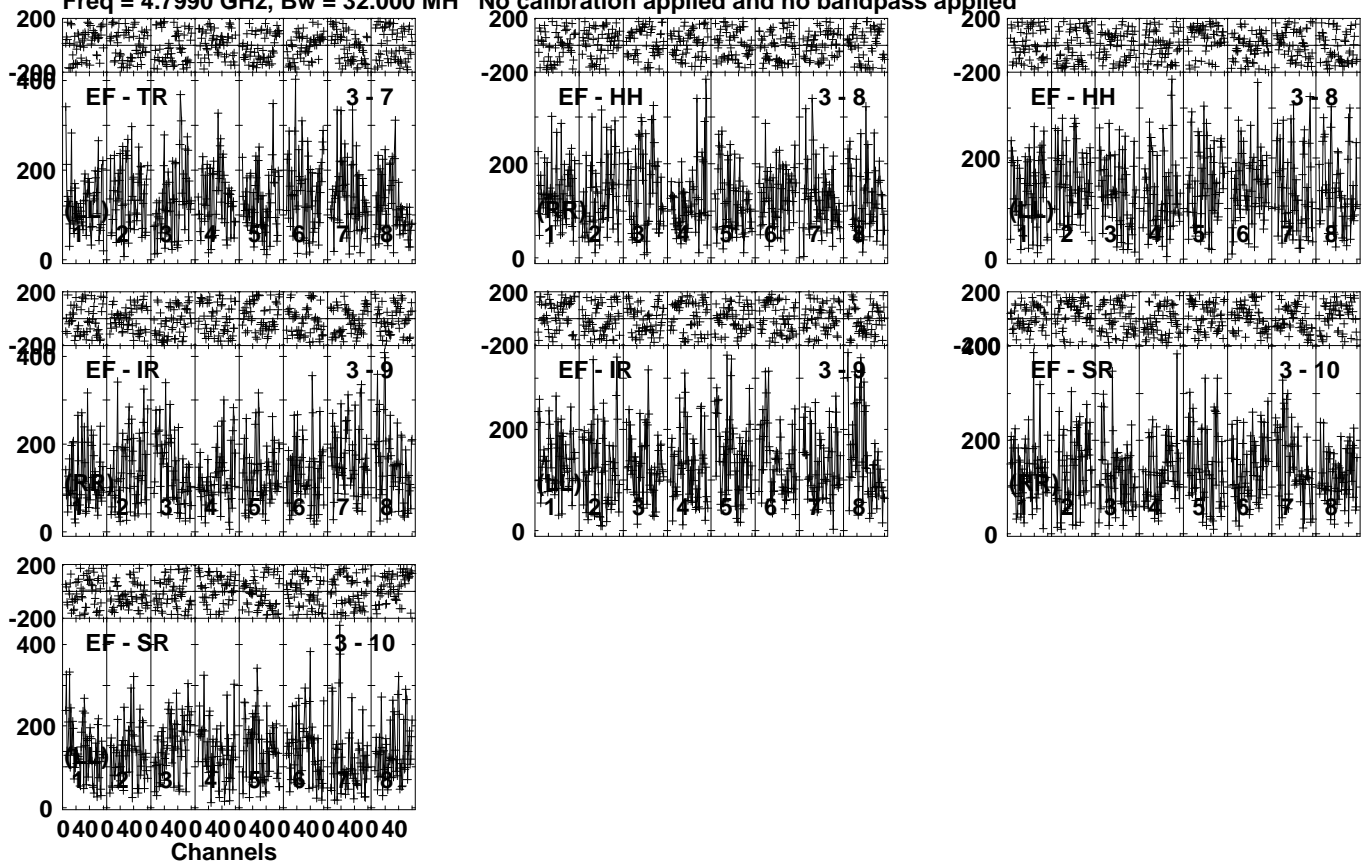 Freq = 4.7990 GHz, Bw = 32.000 MH No calibration applied and no bandpass applied
200
-200
400
EF - TR 3 - 7
200
(LL)
1 2 3 4 5 6 7 8
0
200
-200
EF - HH 3 - 8
200
(RR)
1 2 3 4 5 6 7 8
0
200
-200
EF - HH 3 - 8
200
(LL)
1 2 3 4 5 6 7 8
0
200
-200
400
EF - IR 3 - 9
200
(RR)
1 2 3 4 5 6 7 8
0
200
-200
EF - IR 3 - 9
200
(LL)
1 2 3 4 5 6 7 8
0
200
-200
400
EF - SR 3 - 10
200
(RR)
1 2 3 4 5 6 7 8
0
200
-200
400
EF - SR 3 - 10
200
(LL)
1 2 3 4 5 6 7 8
0
0 40 0 40 0 40 0 40 0 40 0 40 0 40 0 40
Channels